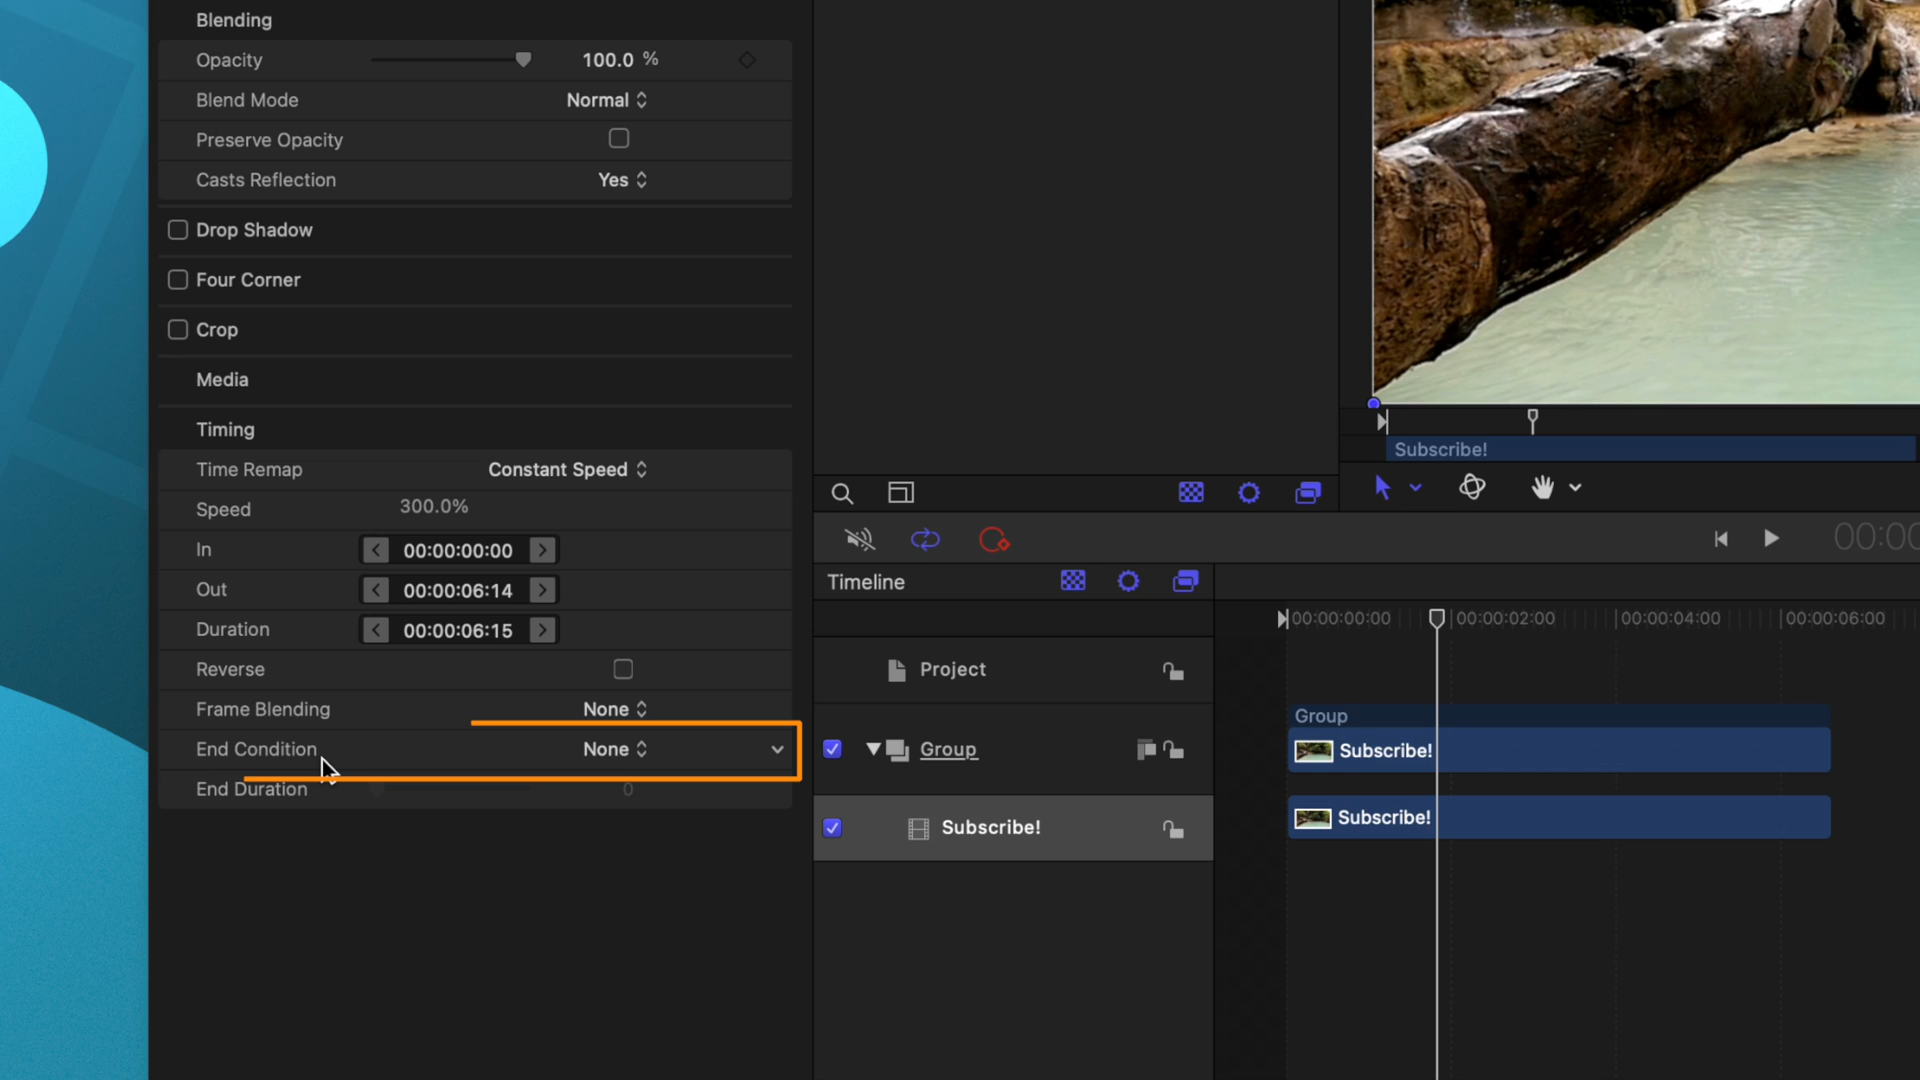 Blending
Opacity 100.0 %
Blend Mode Normal
Preserve Opacity
Casts Reflection Yes
Drop Shadow
Four Corner
Crop
Media
Timing
Time Remap Constant Speed
Speed 300.0%
In 00:00:00:00
Out 00:00:06:14
Duration 00:00:06:15
Reverse
Frame Blending None
End Condition None
End Duration 0
Subscribe!
00:00
Timeline
00:00:00:00 00:00:02:00 00:00:04:00 00:00:06:00
Project
Group
Group
Subscribe!
Subscribe!
Subscribe!